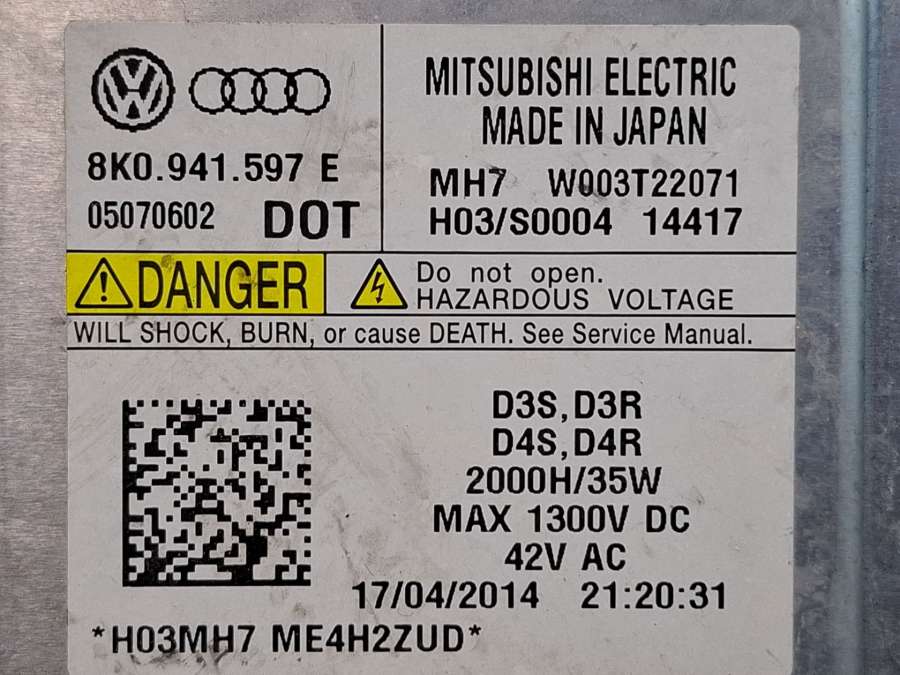 8K0.941.597 E
05070602 DOT
MITSUBISHI ELECTRIC
MADE IN JAPAN
MH7 W003T22071
H03/S0004 14417
DANGER
Do not open.
HAZARDOUS VOLTAGE
WILL SHOCK, BURN, or cause DEATH. See Service Manual.
D3S, D3R
D4S, D4R
2000H/35W
MAX 1300V DC
42V AC
17/04/2014 21:20:31
*H03MH7 ME4H2ZUD*